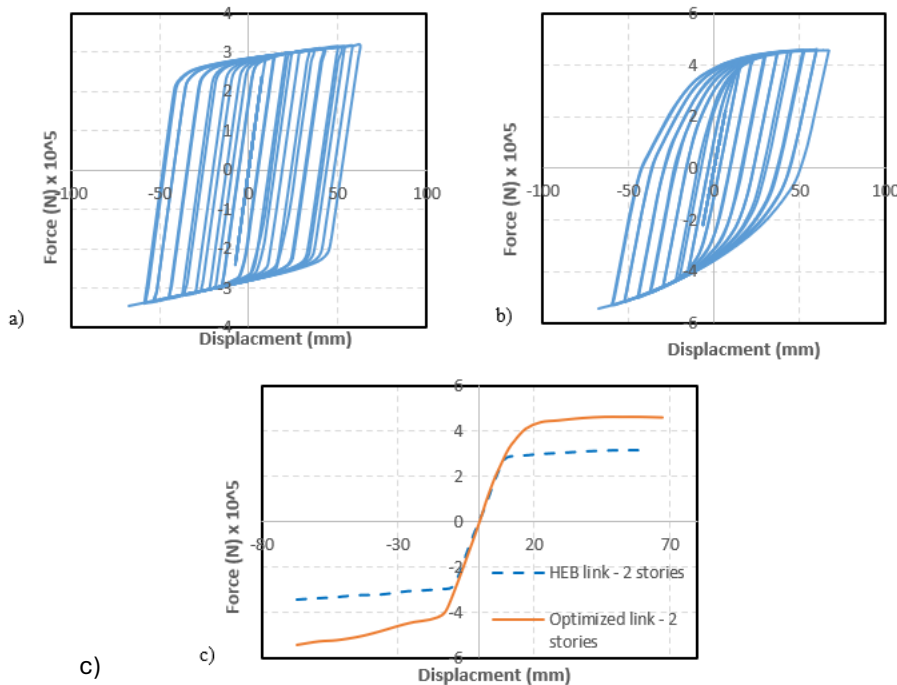 4
3
2
1
0
-1
-2
-3
-4
-100
-50
0
50
100
Force (N) x 10^5
Displacment (mm)
a)
6
4
2
0
-2
-4
-6
-100
-50
0
50
100
Force (N) x 10^5
Displacment (mm)
b)
6
4
2
0
-2
-4
-6
-80
-30
20
70
Force (N) x 10^5
HEB link - 2 stories
Optimized link - 2
stories
Displacment (mm)
c)
c)